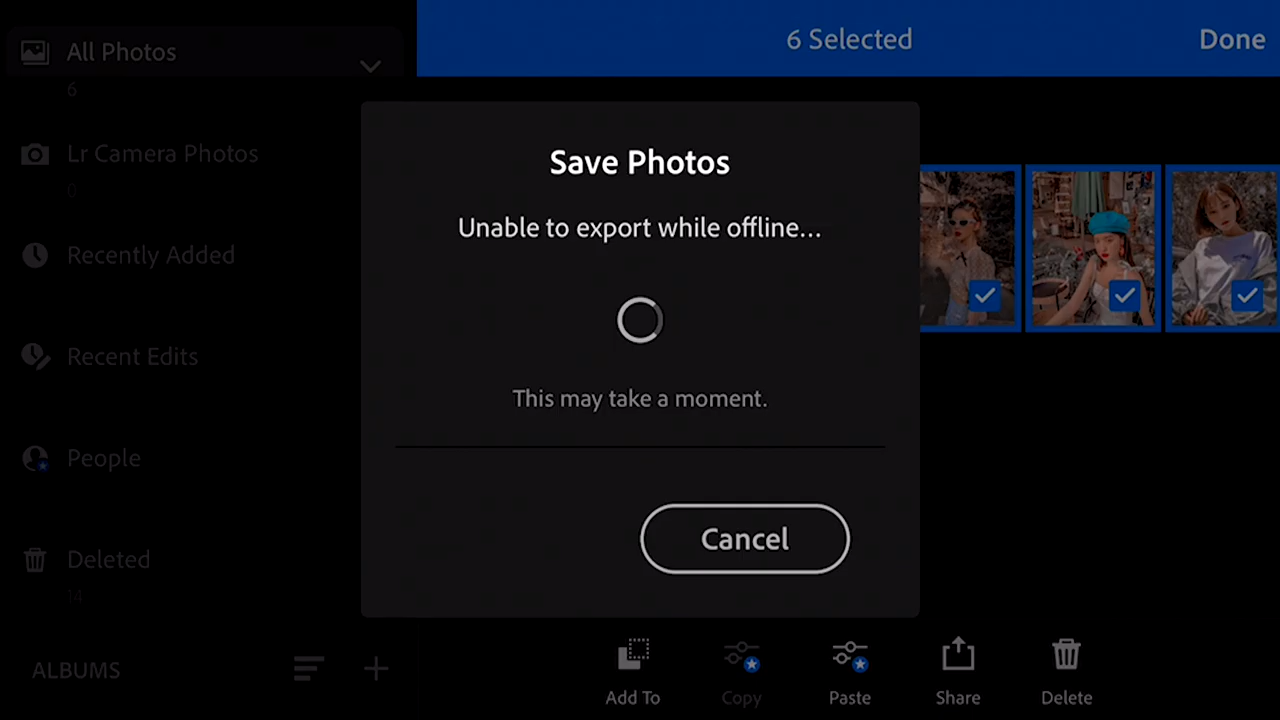 All Photos
6
Lr Camera Photos
0
Recently Added
Recent Edits
People
Deleted
14
ALBUMS
6 Selected
Done
Save Photos
Unable to export while offline...
This may take a moment.
Cancel
Add To
Copy
Paste
Share
Delete